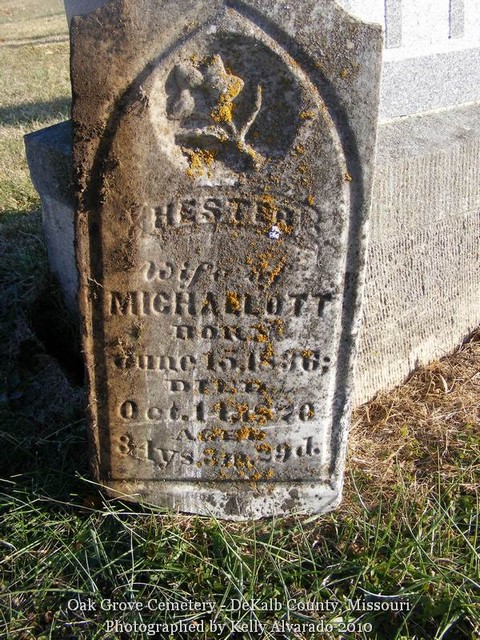 HESTER
Wife of
MICHAL LOTT
BORN
June 15, 1836;
DIED
Oct. 14, 1870
AGED
34ys. 3m. 29d.
Oak Grove Cemetery - DeKalb County, Missouri
Photographed by Kelly Alvarado 2010